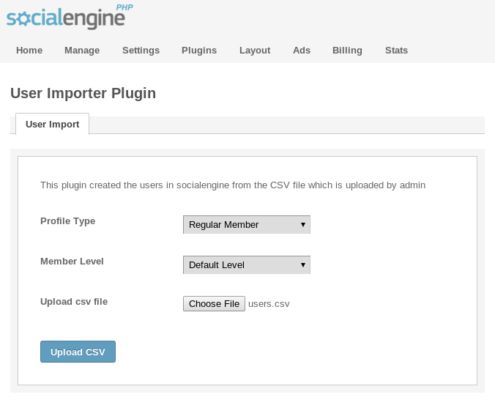 socialengine PHP
Home Manage Settings Plugins Layout Ads Billing Stats
User Importer Plugin
User Import
This plugin created the users in socialengine from the CSV file which is uploaded by admin
Profile Type Regular Member
Member Level Default Level
Upload csv file Choose File users.csv
Upload CSV